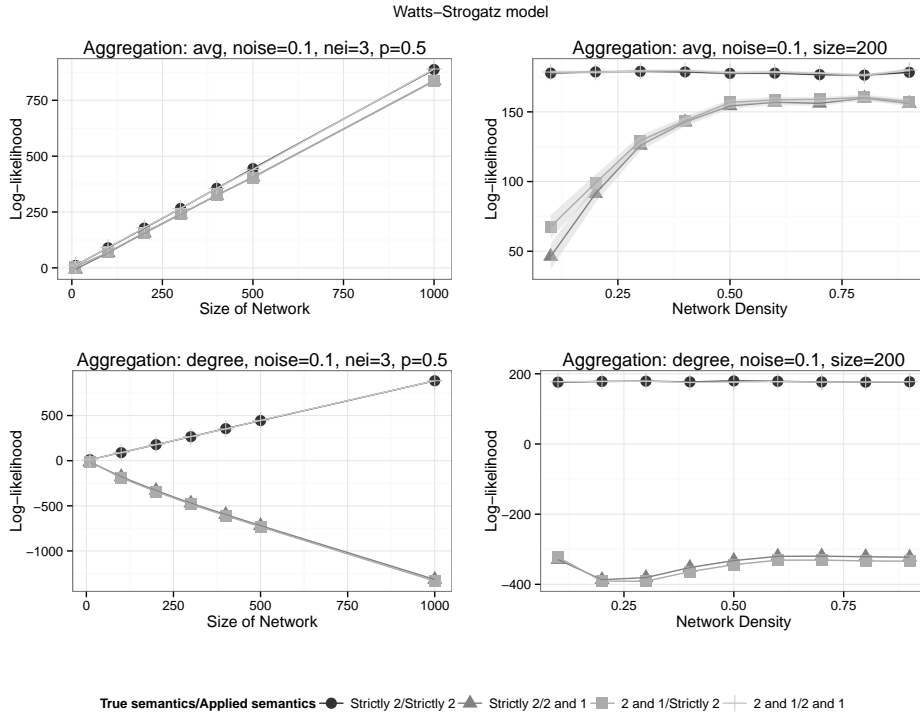 Watts−Strogatz model
Aggregation: avg, noise=0.1, nei=3, p=0.5
Log−likelihood
750
500
250
0
0 250 500 750 1000
Size of Network
Aggregation: avg, noise=0.1, size=200
Log−likelihood
150
100
50
0.25 0.50 0.75
Network Density
Aggregation: degree, noise=0.1, nei=3, p=0.5
Log−likelihood
500
0
−500
−1000
0 250 500 750 1000
Size of Network
Aggregation: degree, noise=0.1, size=200
Log−likelihood
200
0
−200
−400
0.25 0.50 0.75
Network Density
True semantics/Applied semantics Strictly 2/Strictly 2 Strictly 2/2 and 1 2 and 1/Strictly 2 2 and 1/2 and 1